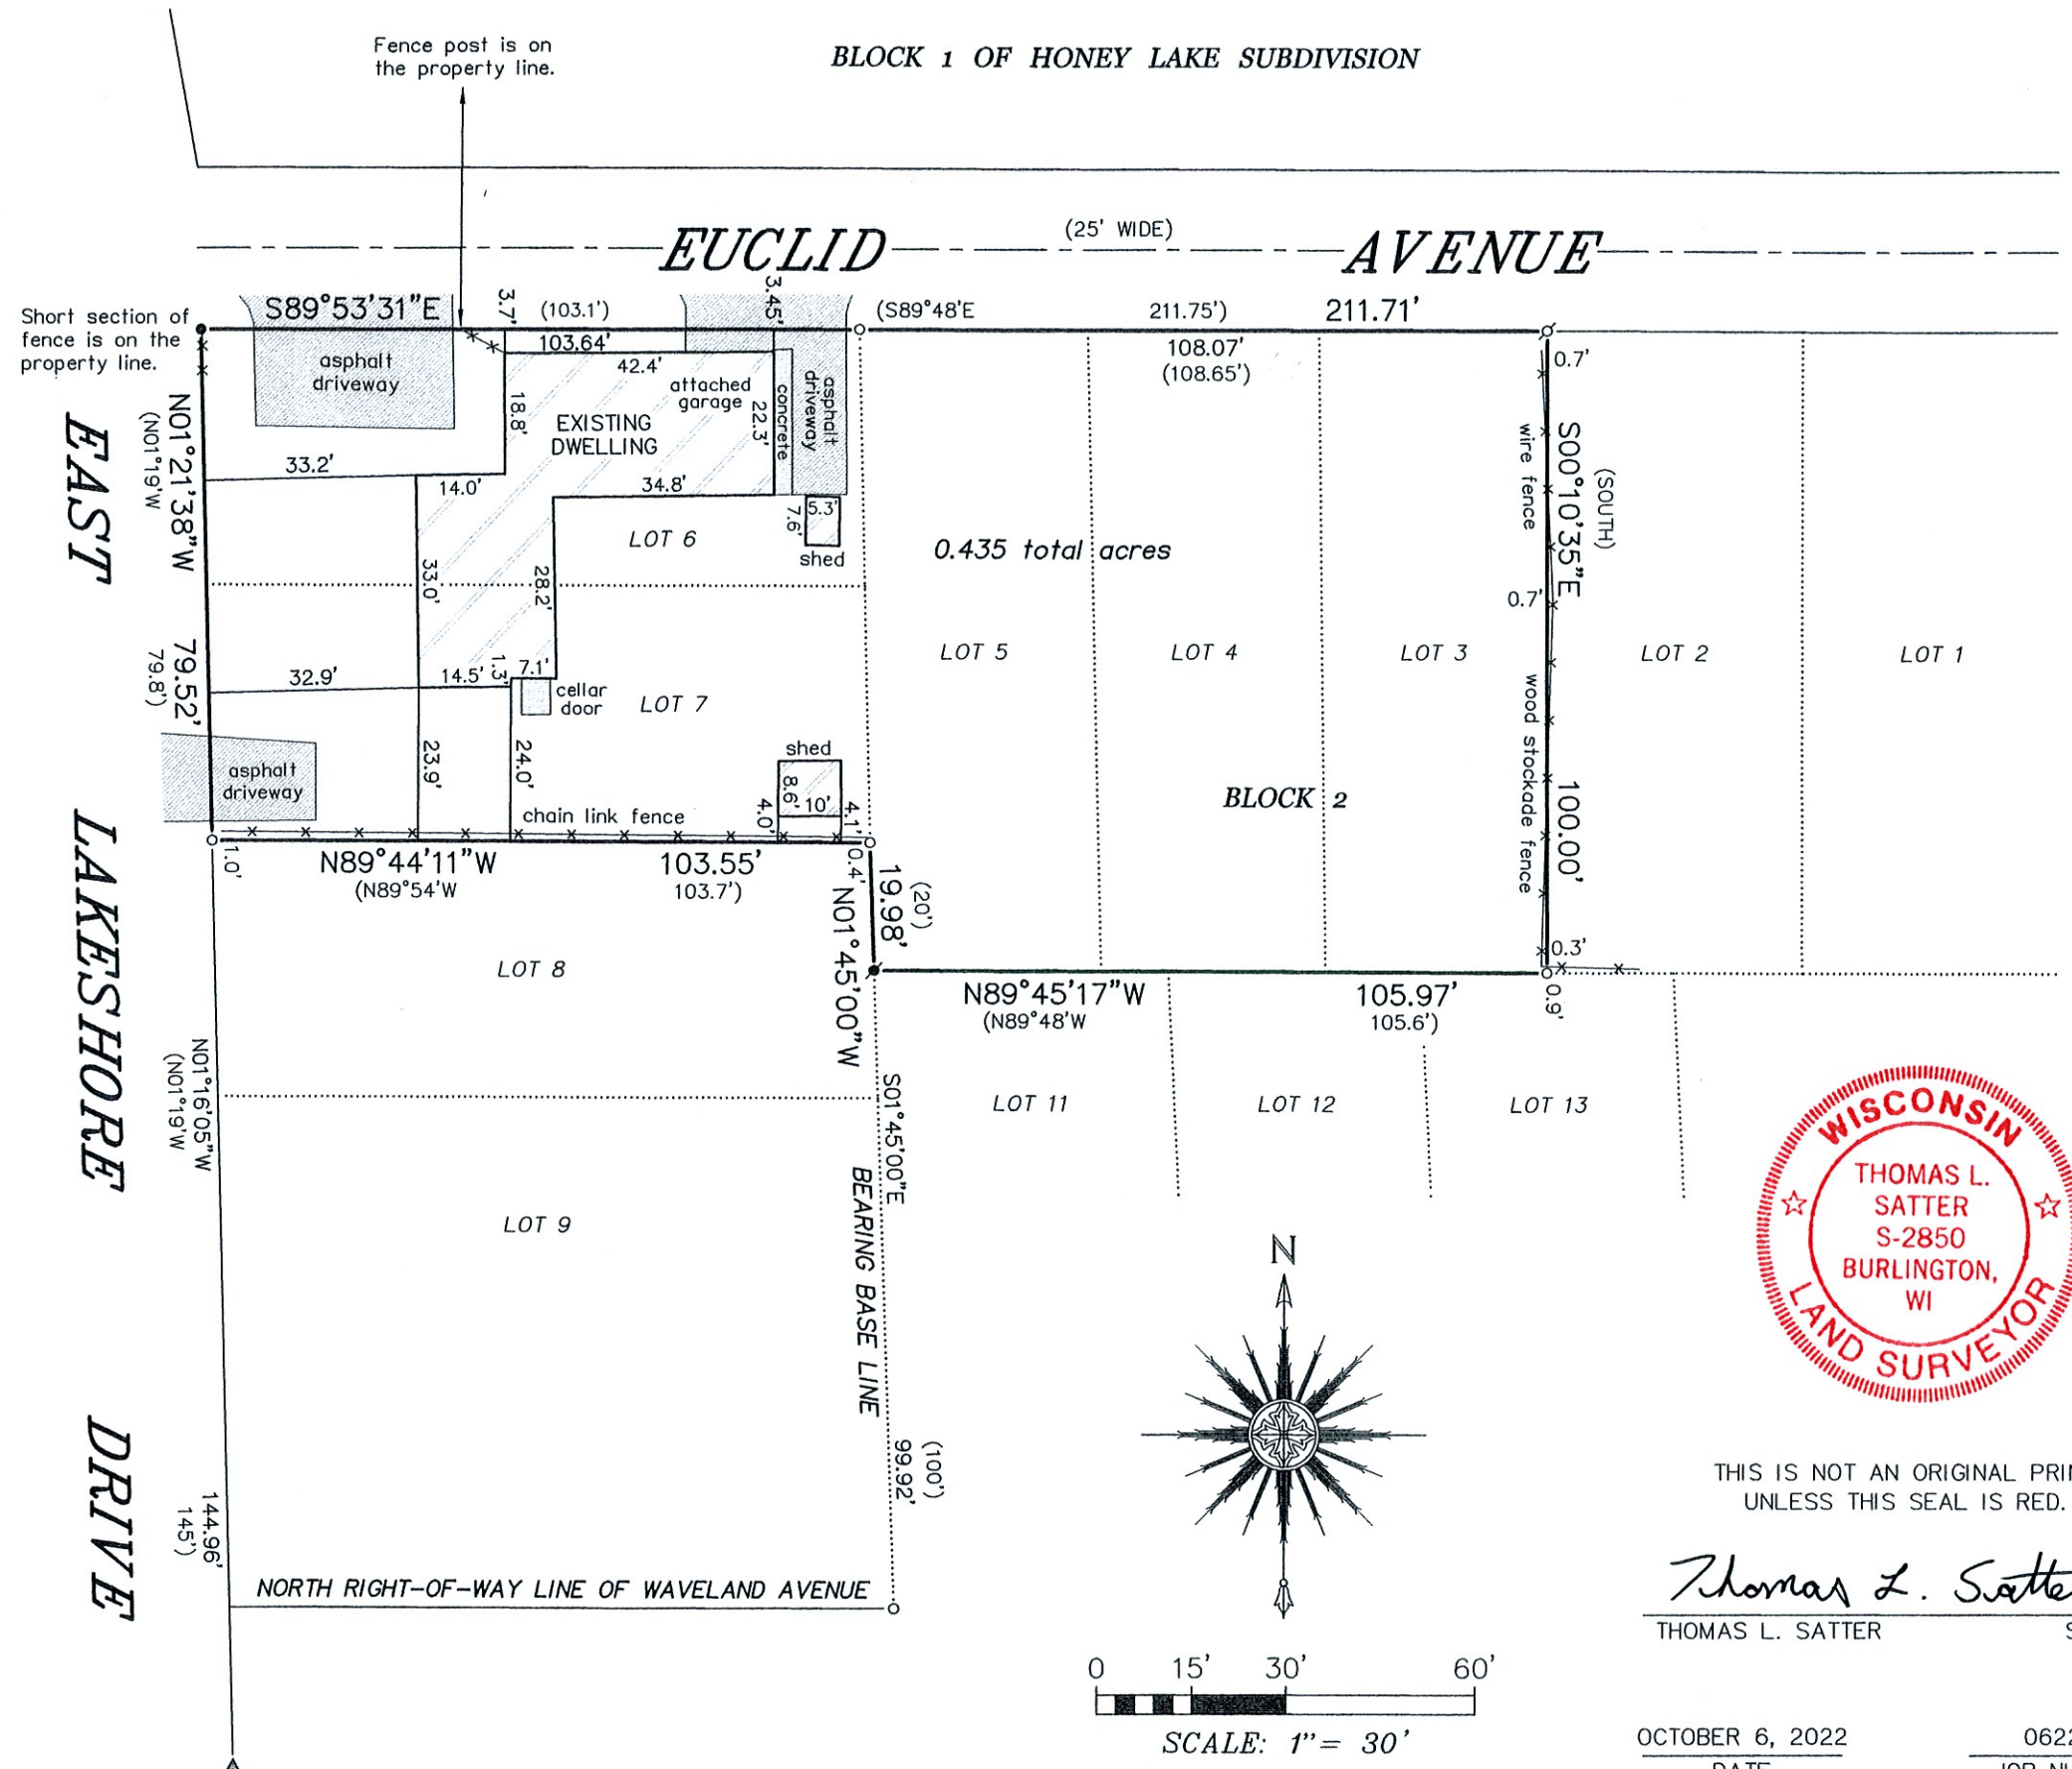 Fence post is on
the property line.
BLOCK 1 OF HONEY LAKE SUBDIVISION
EUCLID
(25' WIDE)
AVENUE
Short section of
fence is on the
property line.
S89°53'31"E
3.7'
(103.1')
103.64'
3.45'
(S89°48'E
211.75')
211.71'
108.07'
(108.65')
0.7'
asphalt
driveway
42.4'
attached
garage
22.3'
concrete
asphalt
driveway
18.8'
EXISTING
DWELLING
N01°21'38"W
(N01°19'W
79.52'
79.8')
EAST
LAKESHORE
DRIVE
33.2'
14.0'
34.8'
5.3'
7.6'
shed
LOT 6
33.0'
28.2'
0.435 total acres
wire fence
S00°10'35"E
(SOUTH)
0.7'
LOT 5
LOT 4
LOT 3
LOT 2
LOT 1
32.9'
14.5'
1.3'
7.1'
cellar
door
LOT 7
wood stockade fence
100.00'
shed
8.6'
10'
4.0'
4.1'
asphalt
driveway
23.9'
24.0'
chain link fence
BLOCK 2
1.0'
N89°44'11"W
103.55'
(N89°54'W
103.7')
0.4'
19.98'
(20')
N01°45'00"W
0.3'
0.9'
LOT 8
N89°45'17"W
105.97'
(N89°48'W
105.6')
N01°16'05"W
(N01°19'W
144.96'
145')
S01°45'00"E
BEARING BASE LINE
99.92'
(100')
LOT 11
LOT 12
LOT 13
LOT 9
NORTH RIGHT-OF-WAY LINE OF WAVELAND AVENUE
N
WISCONSIN
THOMAS L.
SATTER
S-2850
BURLINGTON,
WI
LAND SURVEYOR
THIS IS NOT AN ORIGINAL PRI
UNLESS THIS SEAL IS RED.
Thomas L. Satte
THOMAS L. SATTER
S
0 15' 30' 60'
SCALE: 1"= 30'
OCTOBER 6, 2022
DATE
062